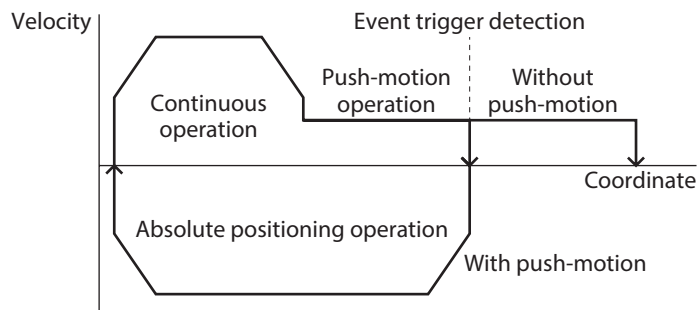 Velocity
Event trigger detection
Push-motion
operation
Without
push-motion
Continuous
operation
Coordinate
Absolute positioning operation
With push-motion